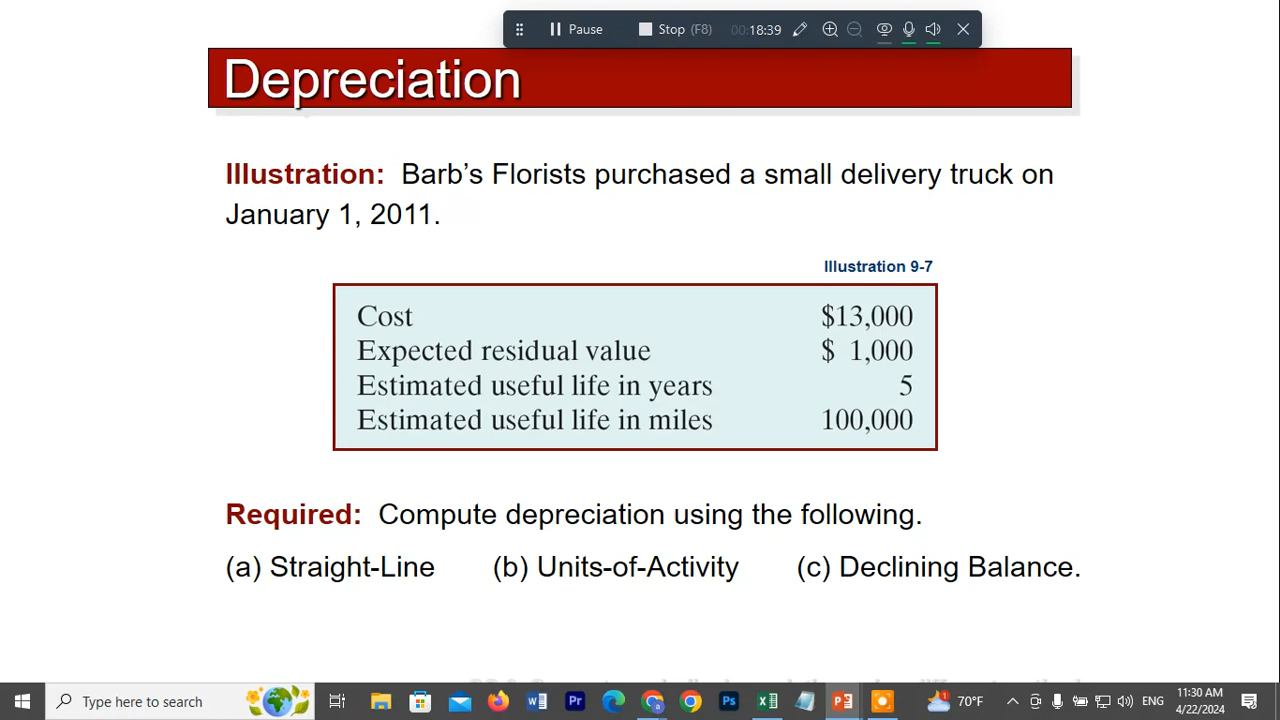 Pause
Stop (F8)
00:18:39
Depreciation
Illustration: Barb’s Florists purchased a small delivery truck on
January 1, 2011.
Illustration 9-7
Cost $13,000
Expected residual value $ 1,000
Estimated useful life in years 5
Estimated useful life in miles 100,000
Required: Compute depreciation using the following.
(a) Straight-Line (b) Units-of-Activity (c) Declining Balance.
Type here to search
70°F
ENG
11:30 AM
4/22/2024